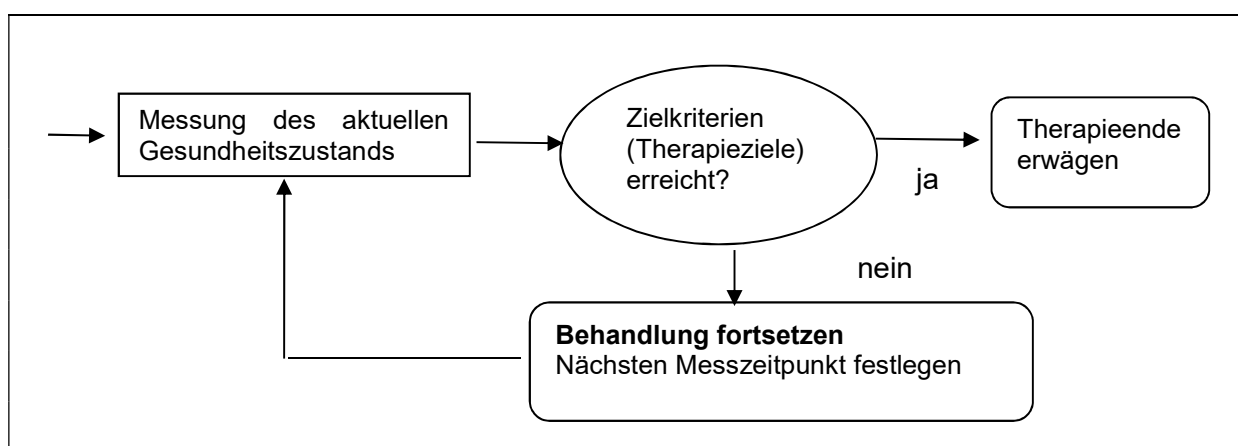 Messung des aktuellen
Gesundheitszustands
Zielkriterien
(Therapieziele)
erreicht?
ja
Therapieende
erwägen
nein
Behandlung fortsetzen
Nächsten Messzeitpunkt festlegen